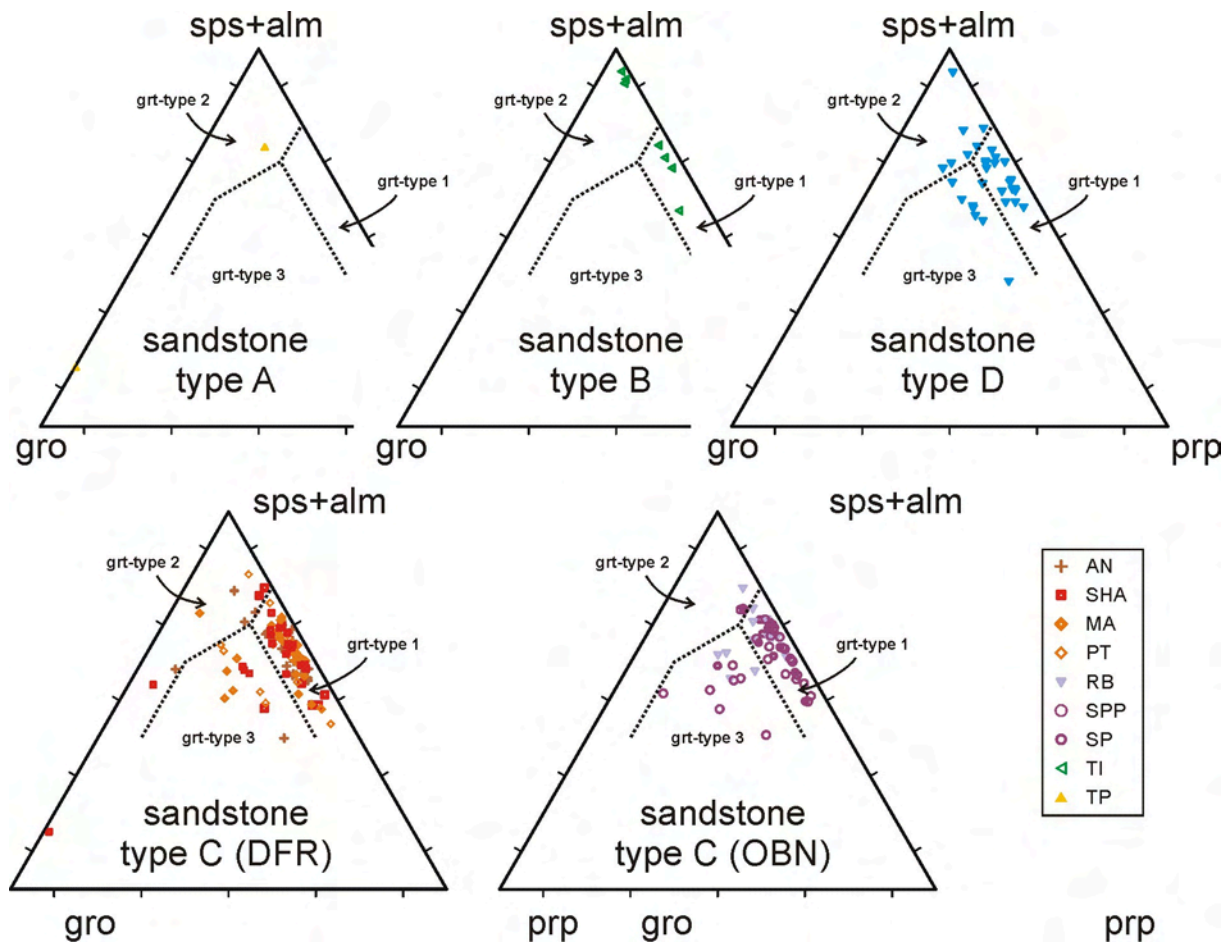 sps+alm
grt-type 2
grt-type 1
grt-type 3
sandstone
type A
gro
sps+alm
grt-type 2
grt-type 1
grt-type 3
sandstone
type B
gro
sps+alm
grt-type 2
grt-type 1
grt-type 3
sandstone
type D
gro
prp
sps+alm
grt-type 2
grt-type 1
grt-type 3
sandstone
type C (DFR)
gro
prp
sps+alm
grt-type 2
grt-type 1
grt-type 3
sandstone
type C (OBN)
gro
prp
AN
SHA
MA
PT
RB
SPP
SP
TI
TP